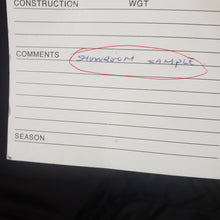 CONSTRUCTION WGT
COMMENTS SHOWROOM SAMPLE
SEASON